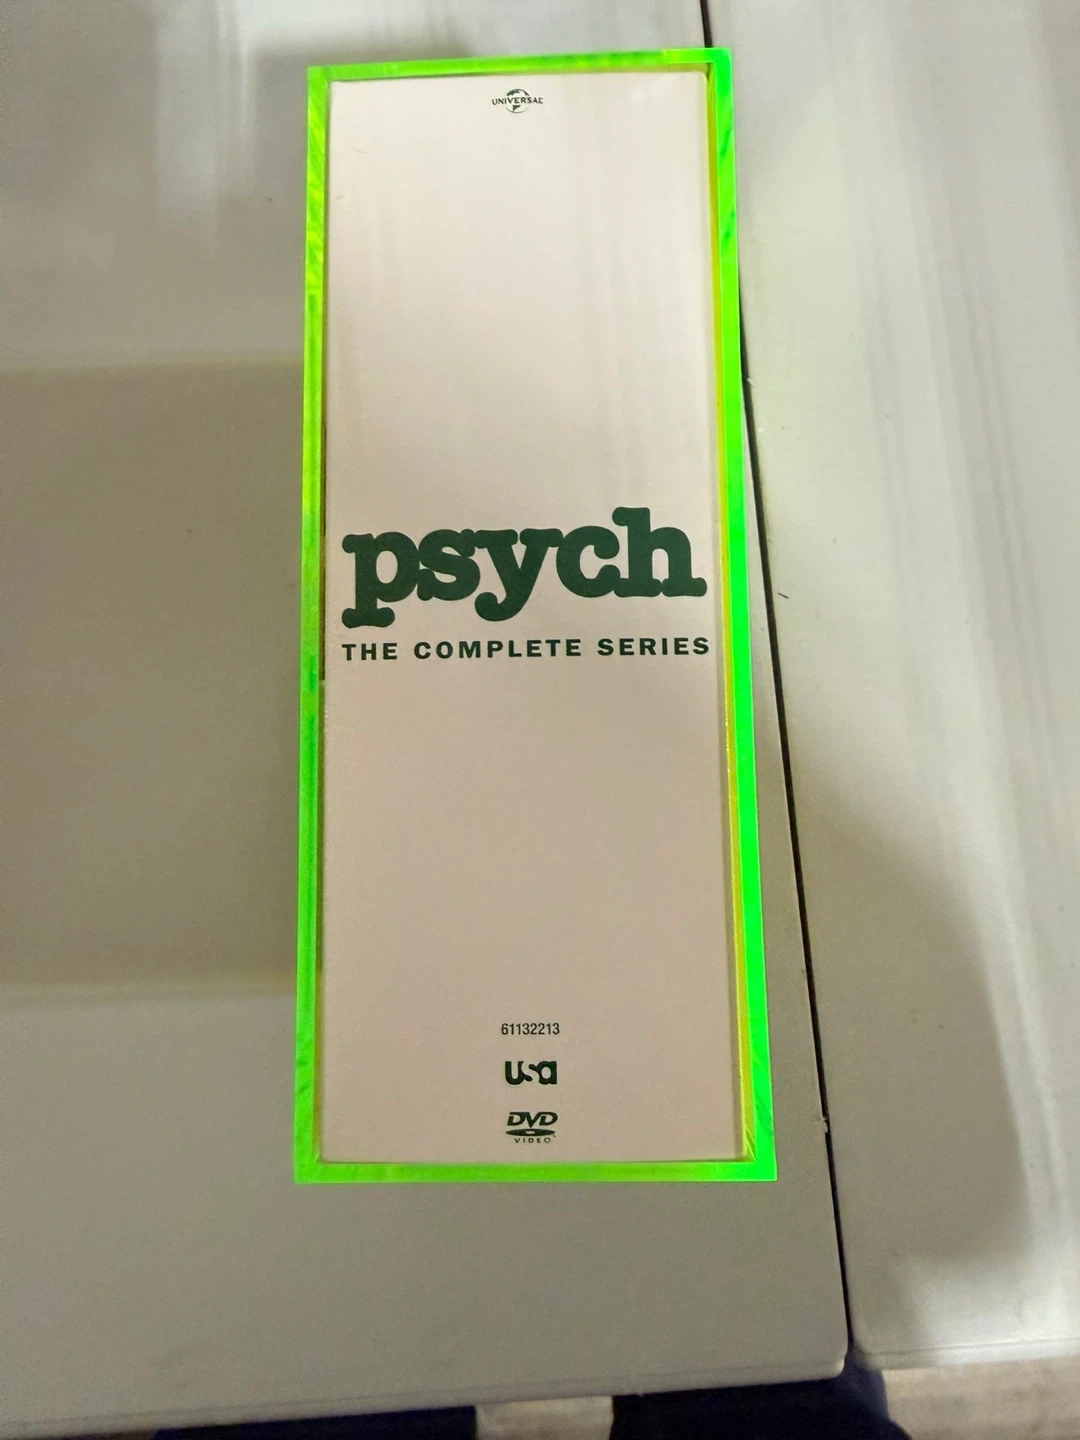 UNIVERSAL
psych
THE COMPLETE SERIES
61132213
usa
DVD
VIDEO